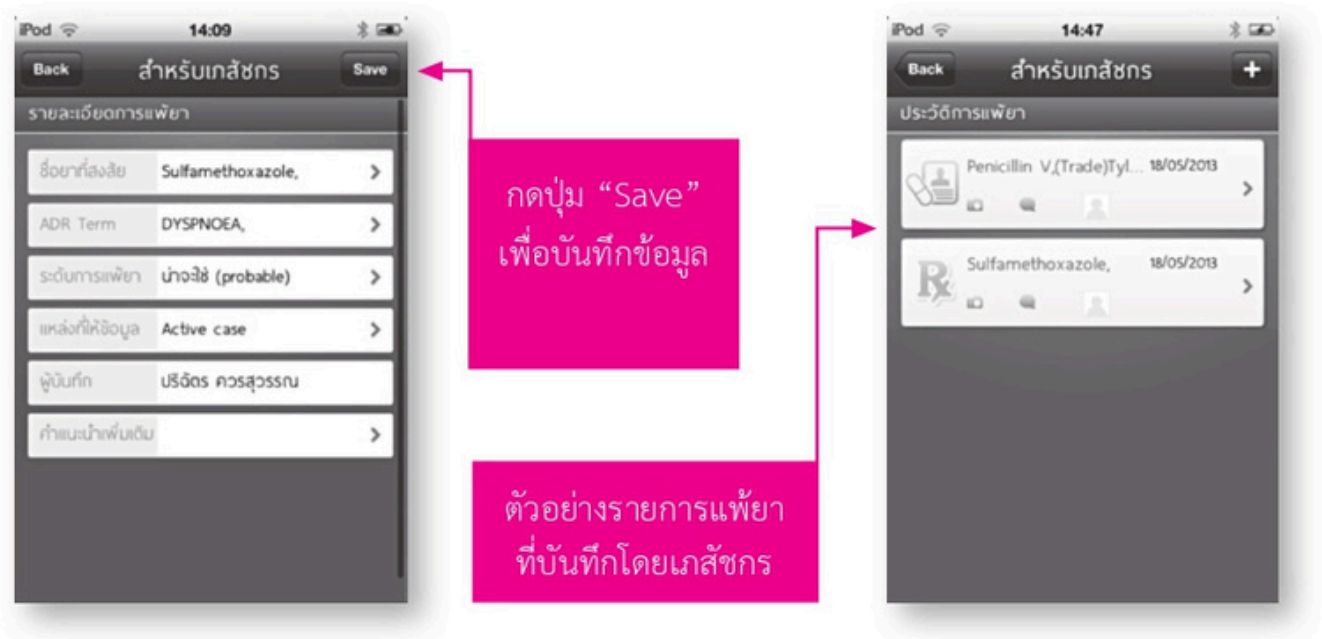 iPod 14:09
Back สำหรับเภสัชกร Save
รายละเอียดการแพ้ยา
ชื่อยาที่สงสัย Sulfamethoxazole,
ADR Term DYSPNOEA,
ระดับการแพ้ยา น่าจะใช่ (probable)
แหล่งที่ให้ข้อมูล Active case
ผู้บันทึก ปริฉัตร ควรสุวรรณ
คำแนะนำเพิ่มเติม
กดปุ่ม “Save”
เพื่อบันทึกข้อมูล
ตัวอย่างรายการแพ้ยา
ที่บันทึกโดยเภสัชกร
iPod 14:47
Back สำหรับเภสัชกร +
ประวัติการแพ้ยา
Penicillin V,(Trade)Tyl... 18/05/2013
Rx Sulfamethoxazole, 18/05/2013